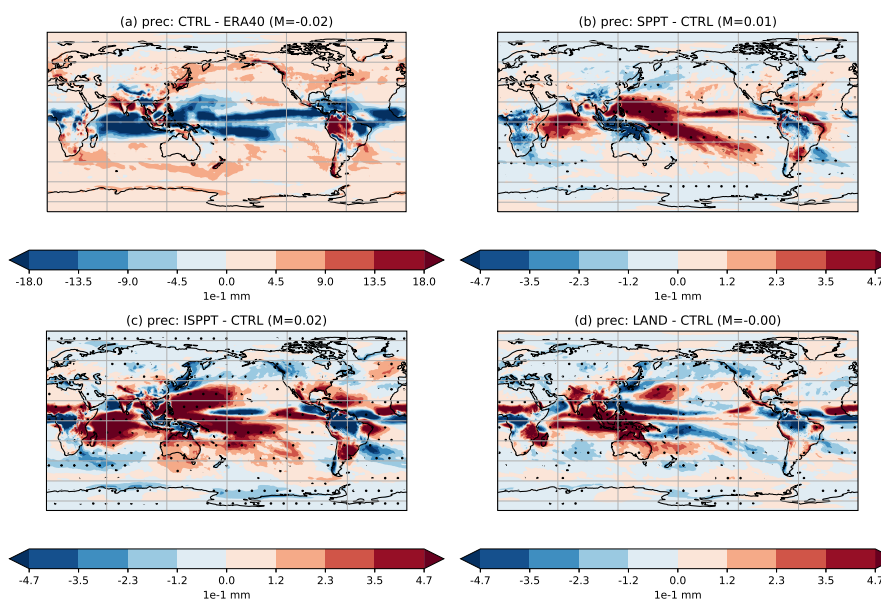 (a) prec: CTRL - ERA40 (M=-0.02)
(b) prec: SPPT - CTRL (M=0.01)
-18.0 -13.5 -9.0 -4.5 0.0 4.5 9.0 13.5 18.0
1e-1 mm
-4.7 -3.5 -2.3 -1.2 0.0 1.2 2.3 3.5 4.7
1e-1 mm
(c) prec: ISPPT - CTRL (M=0.02)
(d) prec: LAND - CTRL (M=-0.00)
-4.7 -3.5 -2.3 -1.2 0.0 1.2 2.3 3.5 4.7
1e-1 mm
-4.7 -3.5 -2.3 -1.2 0.0 1.2 2.3 3.5 4.7
1e-1 mm